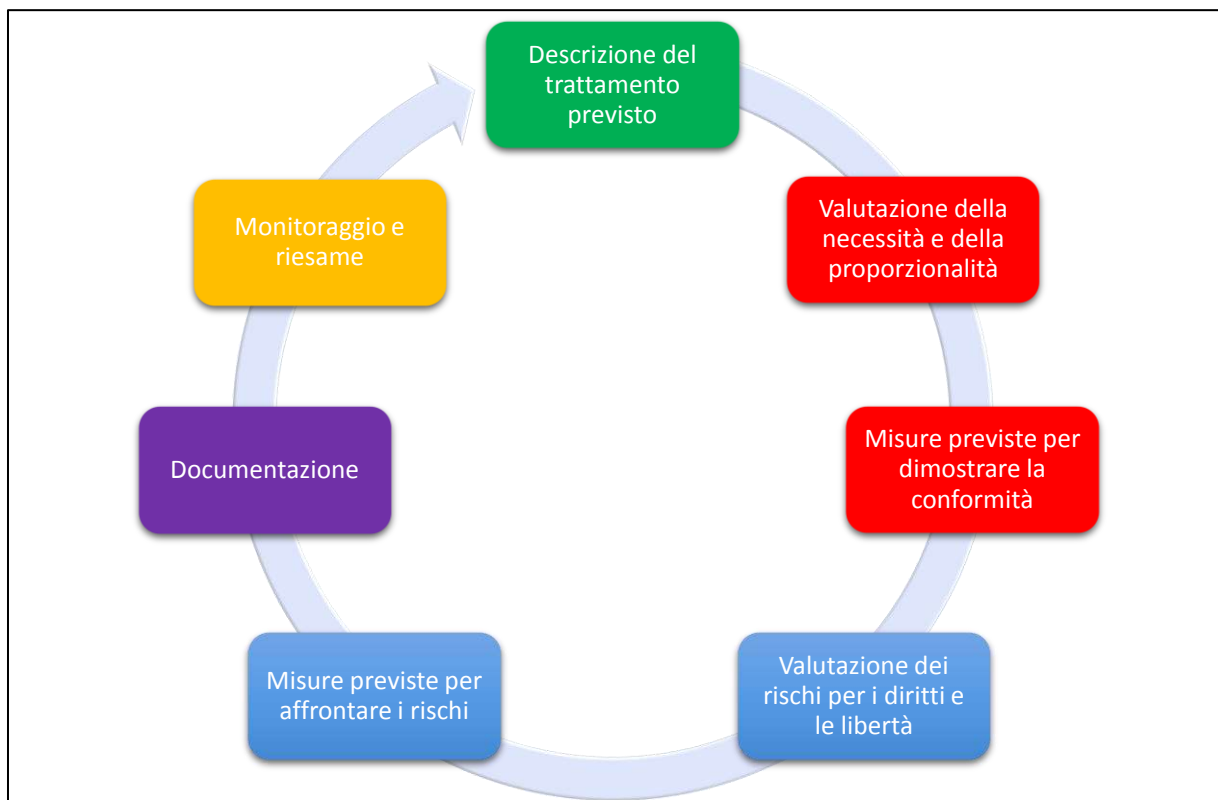 Descrizione del
trattamento
previsto
Valutazione della
necessità e della
proporzionalità
Misure previste per
dimostrare la
conformità
Valutazione dei
rischi per i diritti e
le libertà
Misure previste per
affrontare i rischi
Documentazione
Monitoraggio e
riesame